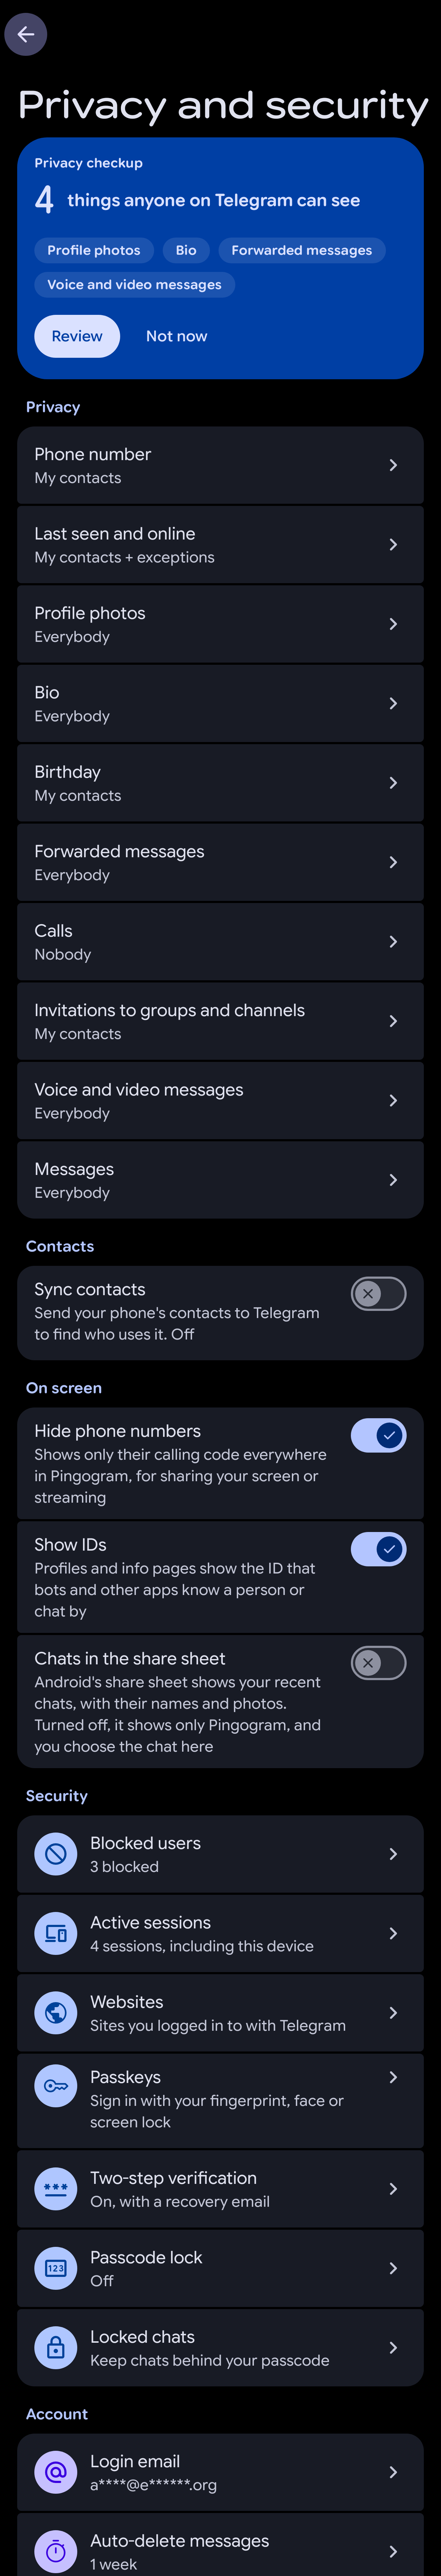 Privacy and security
Privacy checkup
4 things anyone on Telegram can see
Profile photos Bio Forwarded messages
Voice and video messages
Review Not now
Privacy
Phone number
My contacts
Last seen and online
My contacts + exceptions
Profile photos
Everybody
Bio
Everybody
Birthday
My contacts
Forwarded messages
Everybody
Calls
Nobody
Invitations to groups and channels
My contacts
Voice and video messages
Everybody
Messages
Everybody
Contacts
Sync contacts
Send your phone's contacts to Telegram
to find who uses it. Off
On screen
Hide phone numbers
Shows only their calling code everywhere
in Pingogram, for sharing your screen or
streaming
Show IDs
Profiles and info pages show the ID that
bots and other apps know a person or
chat by
Chats in the share sheet
Android's share sheet shows your recent
chats, with their names and photos.
Turned off, it shows only Pingogram, and
you choose the chat here
Security
Blocked users
3 blocked
Active sessions
4 sessions, including this device
Websites
Sites you logged in to with Telegram
Passkeys
Sign in with your fingerprint, face or
screen lock
Two-step verification
On, with a recovery email
Passcode lock
123
Off
Locked chats
Keep chats behind your passcode
Account
Login email
a****@e******.org
Auto-delete messages
1 week